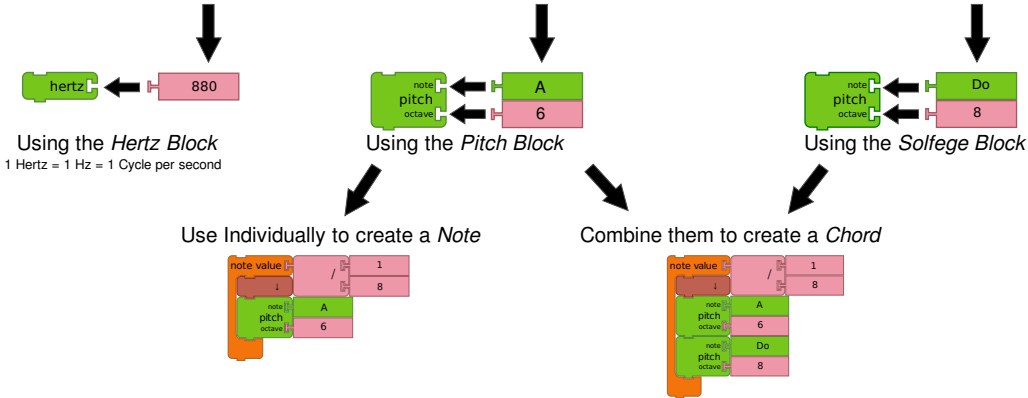 hertz
880
Using the Hertz Block
1 Hertz = 1 Hz = 1 Cycle per second
note
pitch
octave
A
6
Using the Pitch Block
note
pitch
octave
Do
8
Using the Solfege Block
Use Individually to create a Note
note value
/
1
8
↓
note
pitch
octave
A
6
Combine them to create a Chord
note value
/
1
8
↓
note
pitch
octave
A
6
note
pitch
octave
Do
8